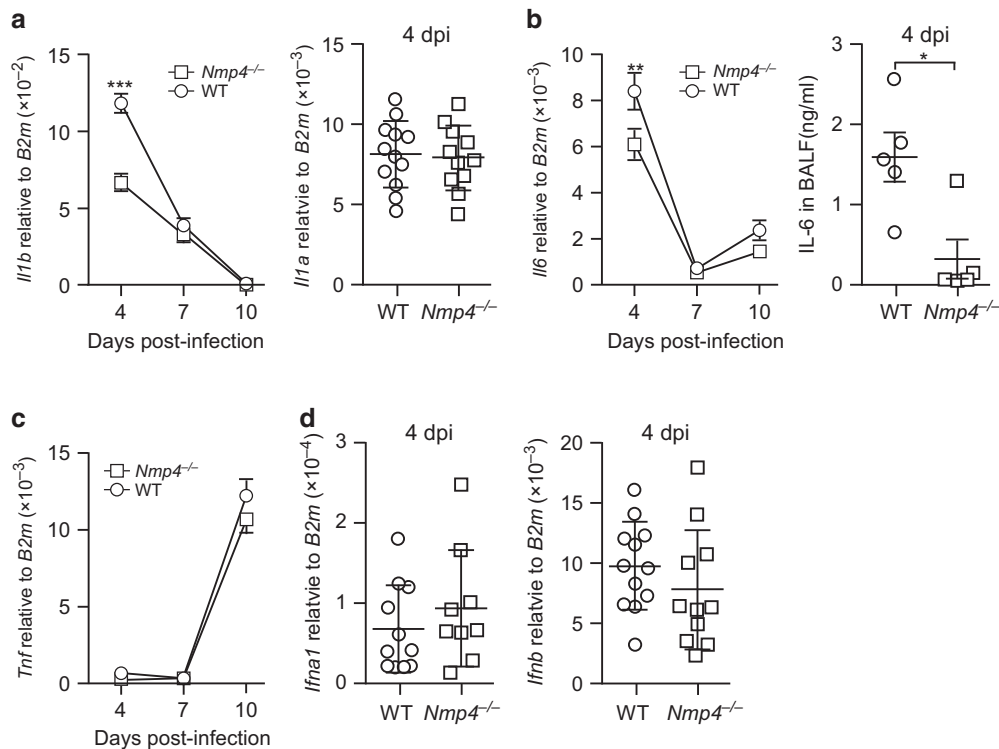 a
Il1b relative to B2m (×10⁻²)
15
10
5
0
***
Nmp4⁻/⁻
WT
4 7 10
Days post-infection
4 dpi
Il1a relatvie to B2m (×10⁻³)
15
10
5
0
WT Nmp4⁻/⁻
b
Il6 relative to B2m (×10⁻³)
10
8
6
4
2
0
**
Nmp4⁻/⁻
WT
4 7 10
Days post-infection
4 dpi
*
IL-6 in BALF(ng/ml)
3
2
1
0
WT Nmp4⁻/⁻
c
Tnf relative to B2m (×10⁻³)
15
10
5
0
Nmp4⁻/⁻
WT
4 7 10
Days post-infection
d
4 dpi
Ifna1 relatvie to B2m (×10⁻⁴)
3
2
1
0
WT Nmp4⁻/⁻
4 dpi
Ifnb relatvie to B2m (×10⁻³)
20
15
10
5
0
WT Nmp4⁻/⁻